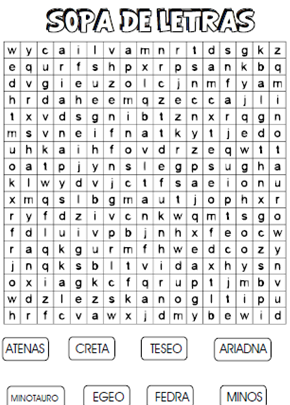 SOPA DE LETRAS
w y c a i l v a m n r t d s g k z
e q u r f s h p x r p s a n k b q
d v g i e u z o l c j n m f y a m
h r d a h e e m q z e c c a j l i
t x v d s g n i b t z n x r q g n
m s v n e i f n a t k y t j e d o
u h k a i h f o v d r z e q w t t
o a t p j y n s l e g p s u g h a
k l w y d v j c t f s a e i o n u
x m q s l b g m a u t j o p h x r
r y f d z i v c n k w q m t s g o
f d l u i v p b j n h x f e o c w
r a q k g u r m f h w e d c o z y
j n q k s b l t v i d a x h y s n
o x i a g k c f q r u p t j m b v
w d z l e z s k a n o g l t i p u
h r f c v a w x j d m y b e w i d
ATENAS CRETA TESEO ARIADNA
MINOTAURO EGEO FEDRA MINOS